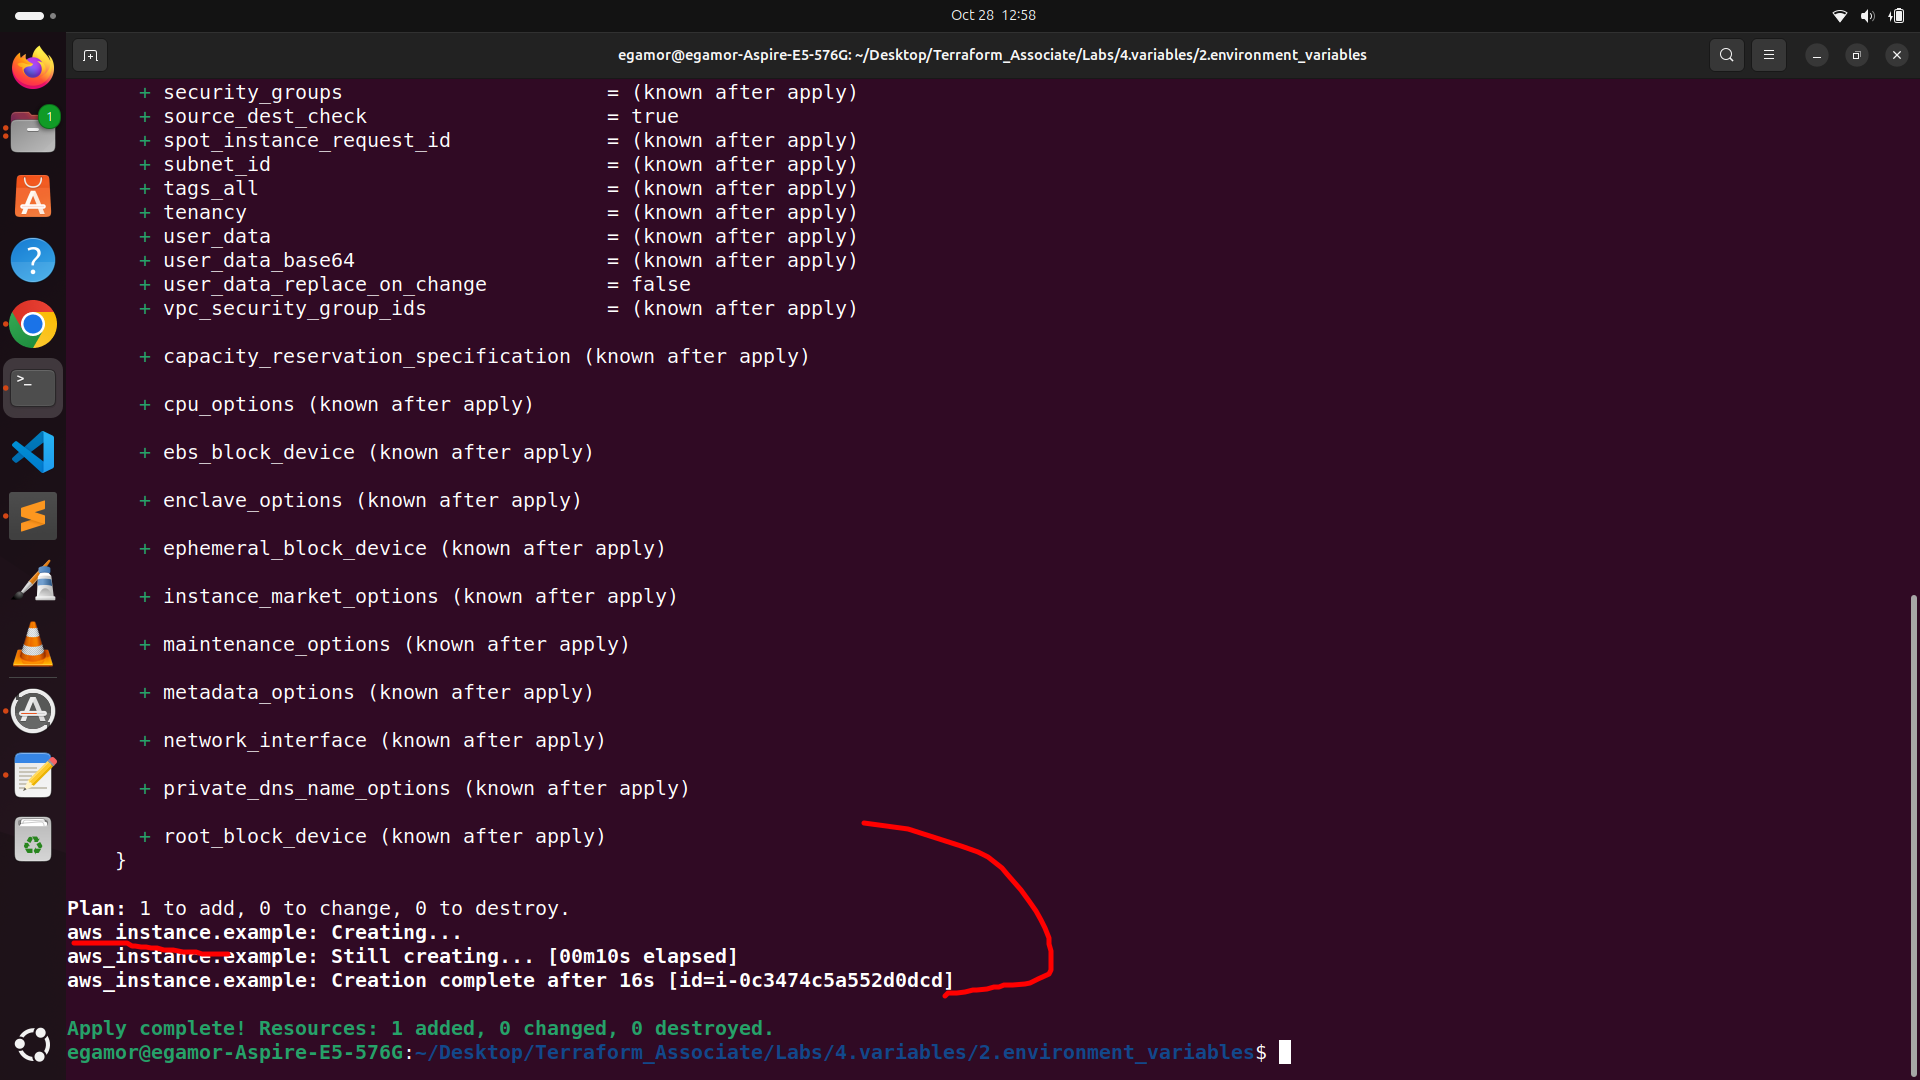 Oct 28 12:58
egamor@egamor-Aspire-E5-576G: ~/Desktop/Terraform_Associate/Labs/4.variables/2.environment_variables
1
+ security_groups = (known after apply)
+ source_dest_check = true
+ spot_instance_request_id = (known after apply)
+ subnet_id = (known after apply)
+ tags_all = (known after apply)
+ tenancy = (known after apply)
+ user_data = (known after apply)
+ user_data_base64 = (known after apply)
+ user_data_replace_on_change = false
+ vpc_security_group_ids = (known after apply)
+ capacity_reservation_specification (known after apply)
+ cpu_options (known after apply)
+ ebs_block_device (known after apply)
+ enclave_options (known after apply)
+ ephemeral_block_device (known after apply)
+ instance_market_options (known after apply)
+ maintenance_options (known after apply)
+ metadata_options (known after apply)
+ network_interface (known after apply)
+ private_dns_name_options (known after apply)
+ root_block_device (known after apply)
}
Plan: 1 to add, 0 to change, 0 to destroy.
aws_instance.example: Creating...
aws_instance.example: Still creating... [00m10s elapsed]
aws_instance.example: Creation complete after 16s [id=i-0c3474c5a552d0dcd]
Apply complete! Resources: 1 added, 0 changed, 0 destroyed.
egamor@egamor-Aspire-E5-576G:~/Desktop/Terraform_Associate/Labs/4.variables/2.environment_variables$